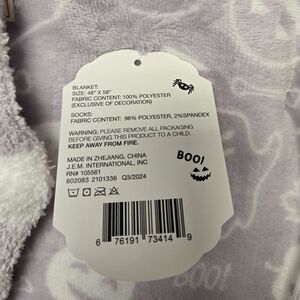 BLANKET:
SIZE: 48" X 58"
FABRIC CONTENT: 100% POLYESTER
(EXCLUSIVE OF DECORATION)
SOCKS:
FABRIC CONTENT: 98% POLYESTER, 2%SPANDEX
WARNING: PLEASE REMOVE ALL PACKAGING
BEFORE GIVING THIS PRODUCT TO A CHILD.
KEEP AWAY FROM FIRE.
MADE IN ZHEJIANG, CHINA
J.E.M. INTERNATIONAL, INC
RN# 105561
602083 2101336 Q3/2024
BOO!
6 76191 73414 9
BOO!